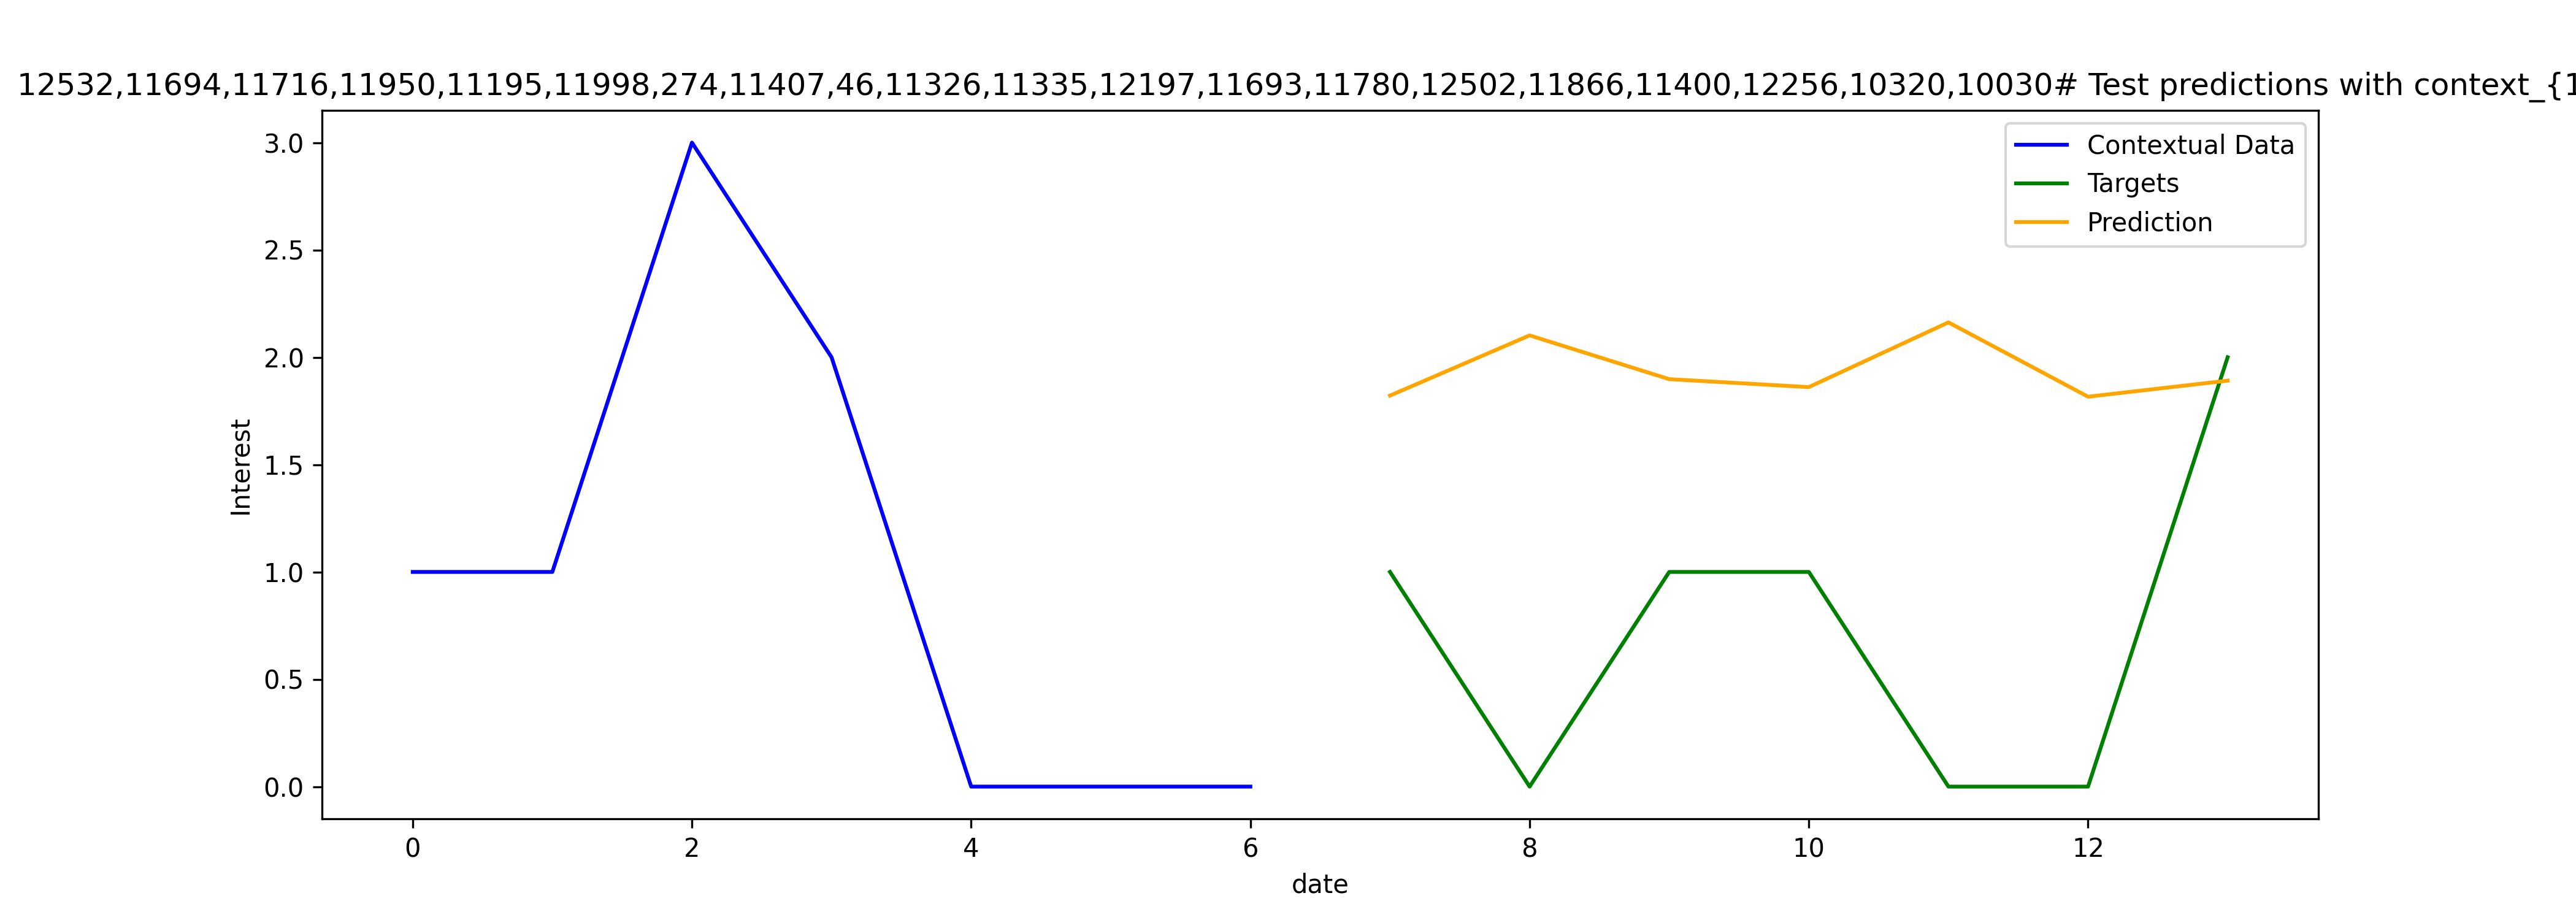 12532,11694,11716,11950,11195,11998,274,11407,46,11326,11335,12197,11693,11780,12502,11866,11400,12256,10320,10030# Test predictions with context_{1
Contextual Data
Targets
Prediction
3.0
2.5
2.0
1.5
1.0
0.5
0.0
Interest
0 2 4 6 8 10 12
date